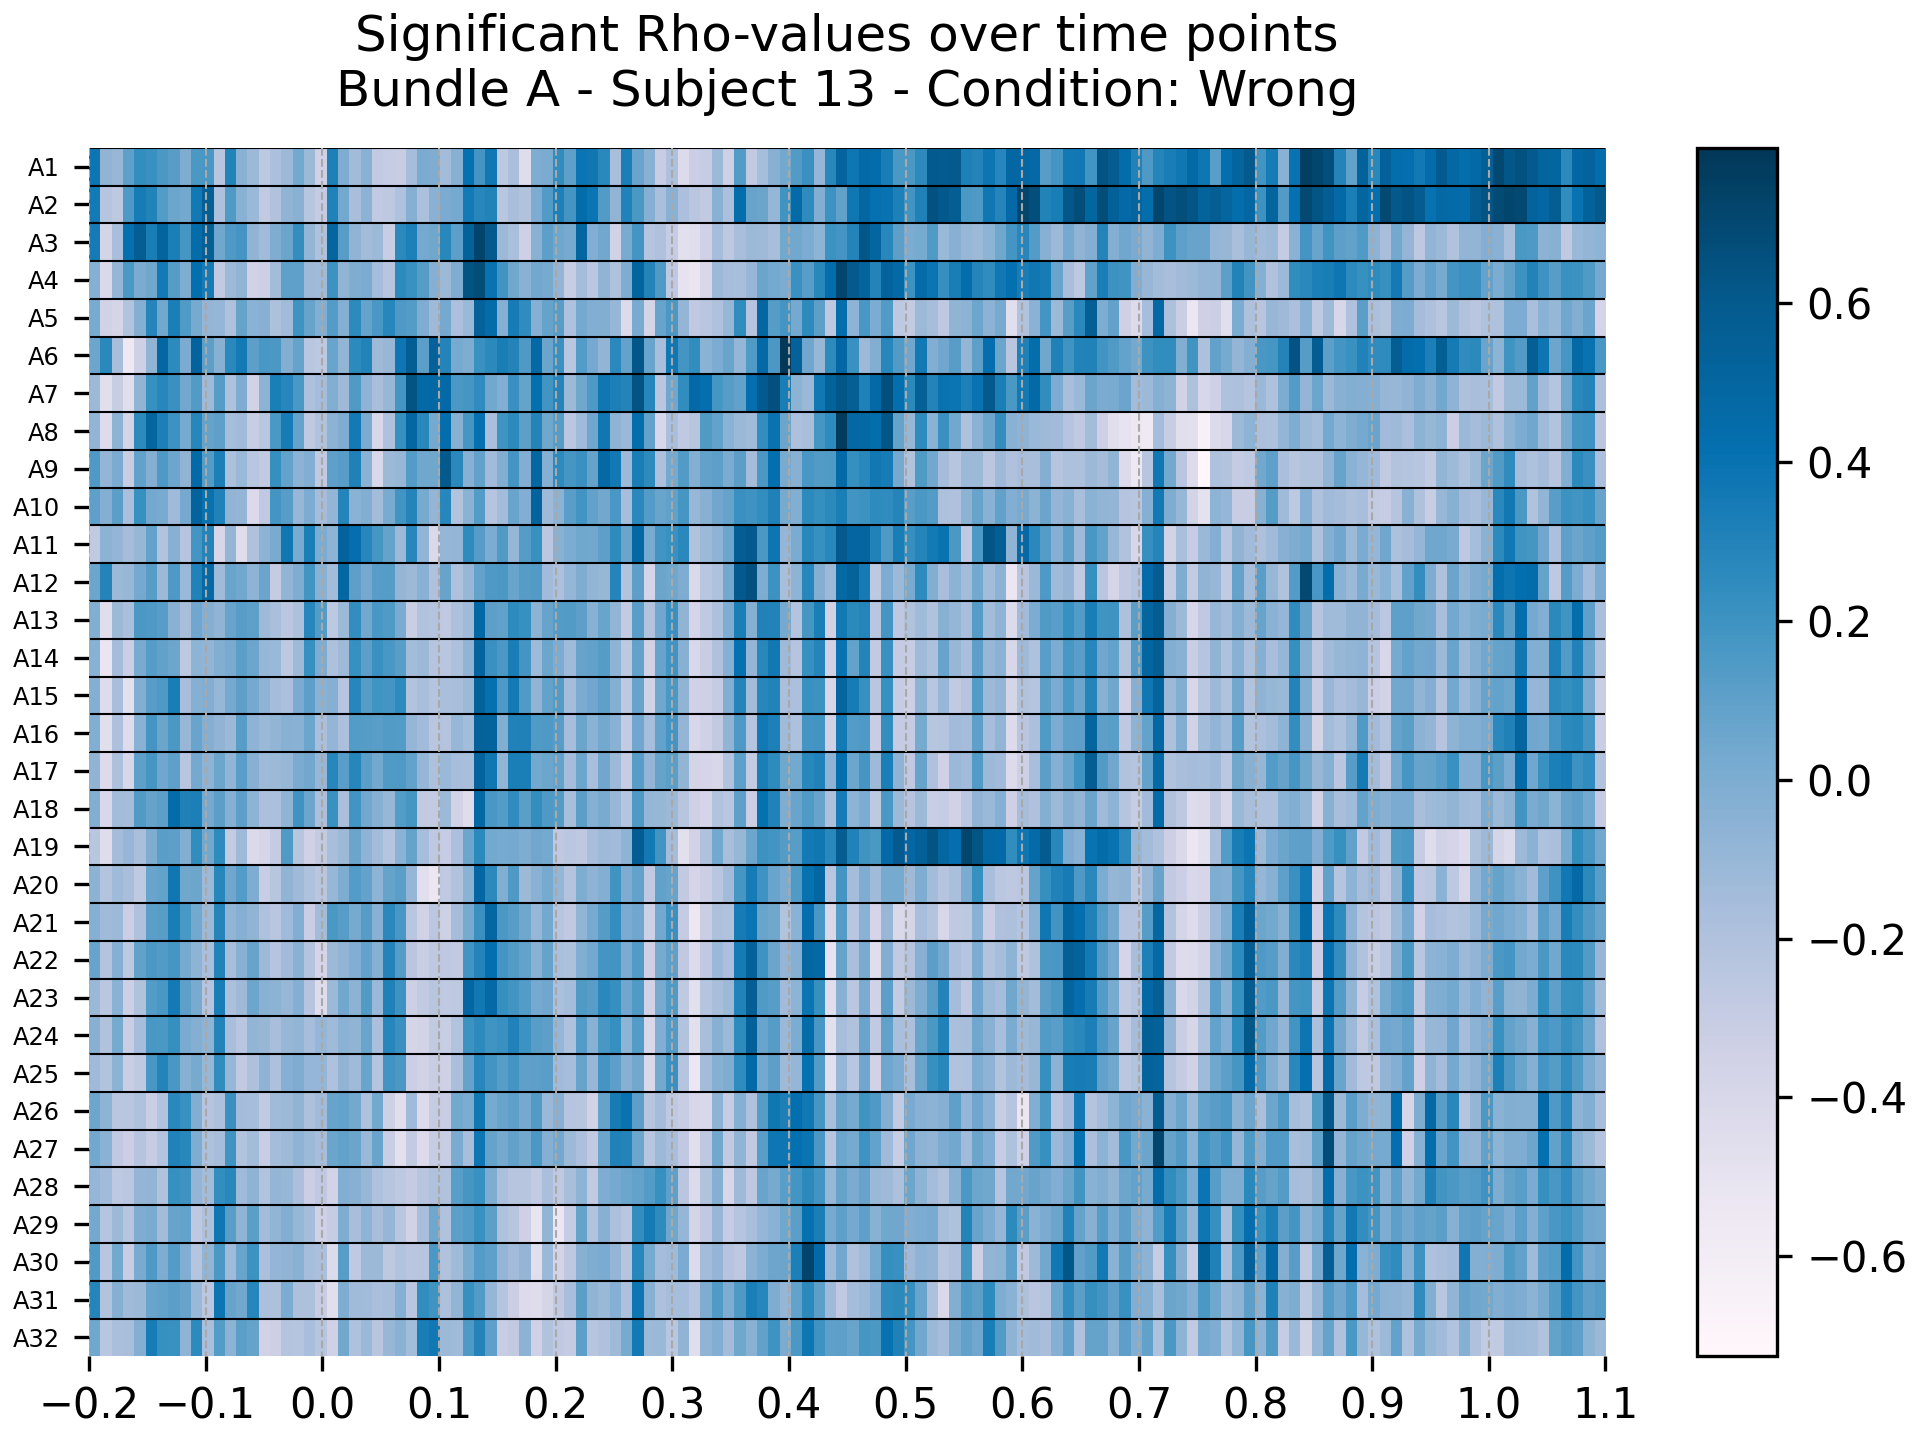 Significant Rho-values over time points
Bundle A - Subject 13 - Condition: Wrong
A1
A2
A3
A4
A5
A6
A7
A8
A9
A10
A11
A12
A13
A14
A15
A16
A17
A18
A19
A20
A21
A22
A23
A24
A25
A26
A27
A28
A29
A30
A31
A32
−0.2 −0.1 0.0 0.1 0.2 0.3 0.4 0.5 0.6 0.7 0.8 0.9 1.0 1.1
0.6
0.4
0.2
0.0
−0.2
−0.4
−0.6